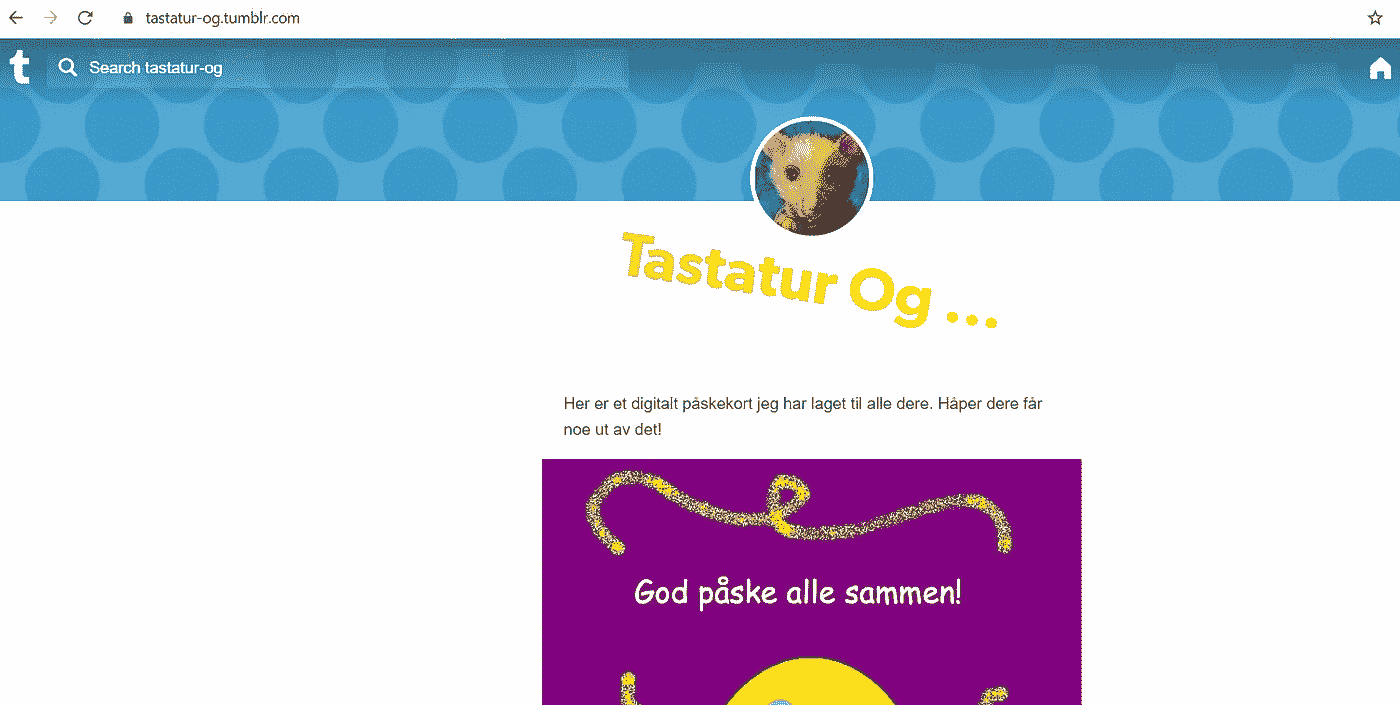 tastatur-og.tumblr.com
t
Search tastatur-og
Tastatur Og ...
Her er et digitalt påskekort jeg har laget til alle dere. Håper dere får
noe ut av det!
God påske alle sammen!